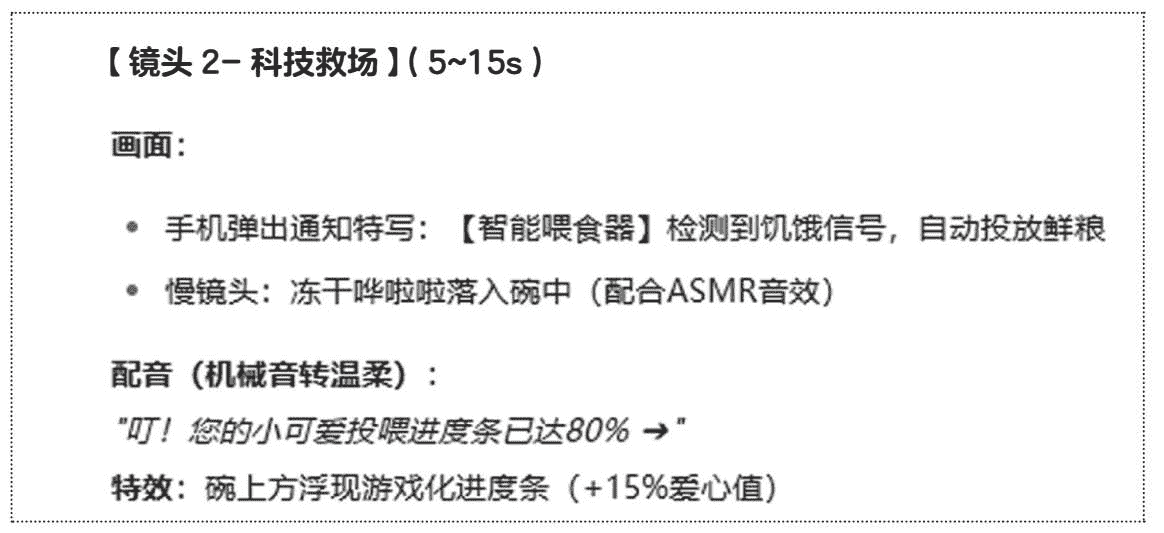 【镜头 2- 科技救场】( 5~15s )
画面：
• 手机弹出通知特写：【智能喂食器】检测到饥饿信号，自动投放鲜粮
• 慢镜头：冻干哗啦啦落入碗中（配合ASMR音效）
配音（机械音转温柔）：
"叮！您的小可爱投喂进度条已达80% ➔ "
特效：碗上方浮现游戏化进度条（+15%爱心值）